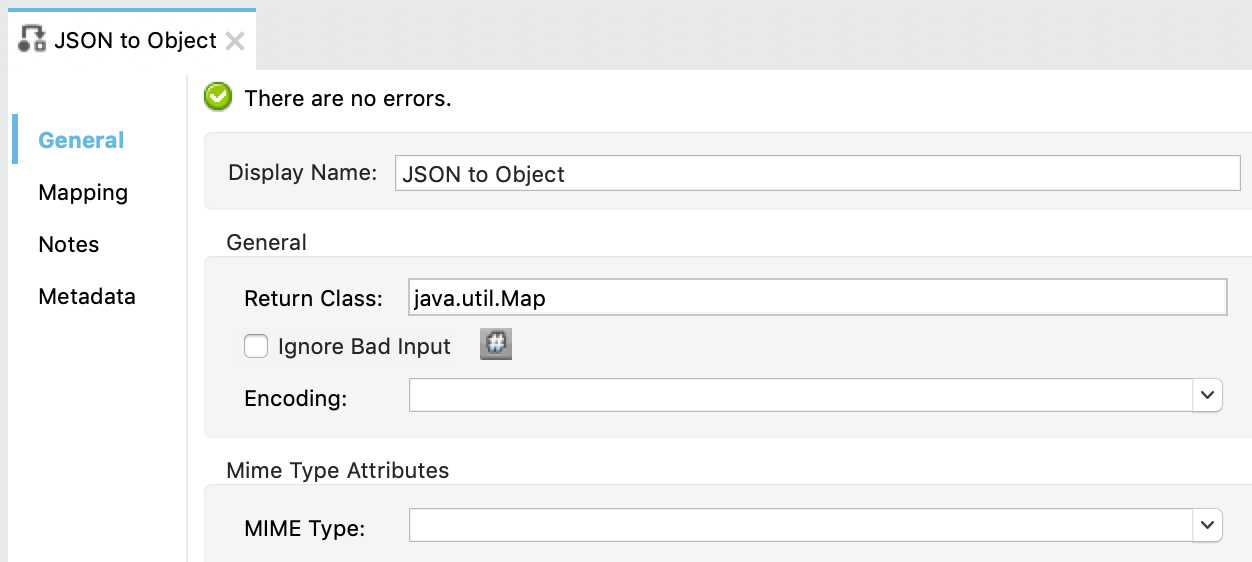 JSON to Object
There are no errors.
General
Mapping
Notes
Metadata
Display Name: JSON to Object
General
Return Class: java.util.Map
Ignore Bad Input #
Encoding:
Mime Type Attributes
MIME Type: